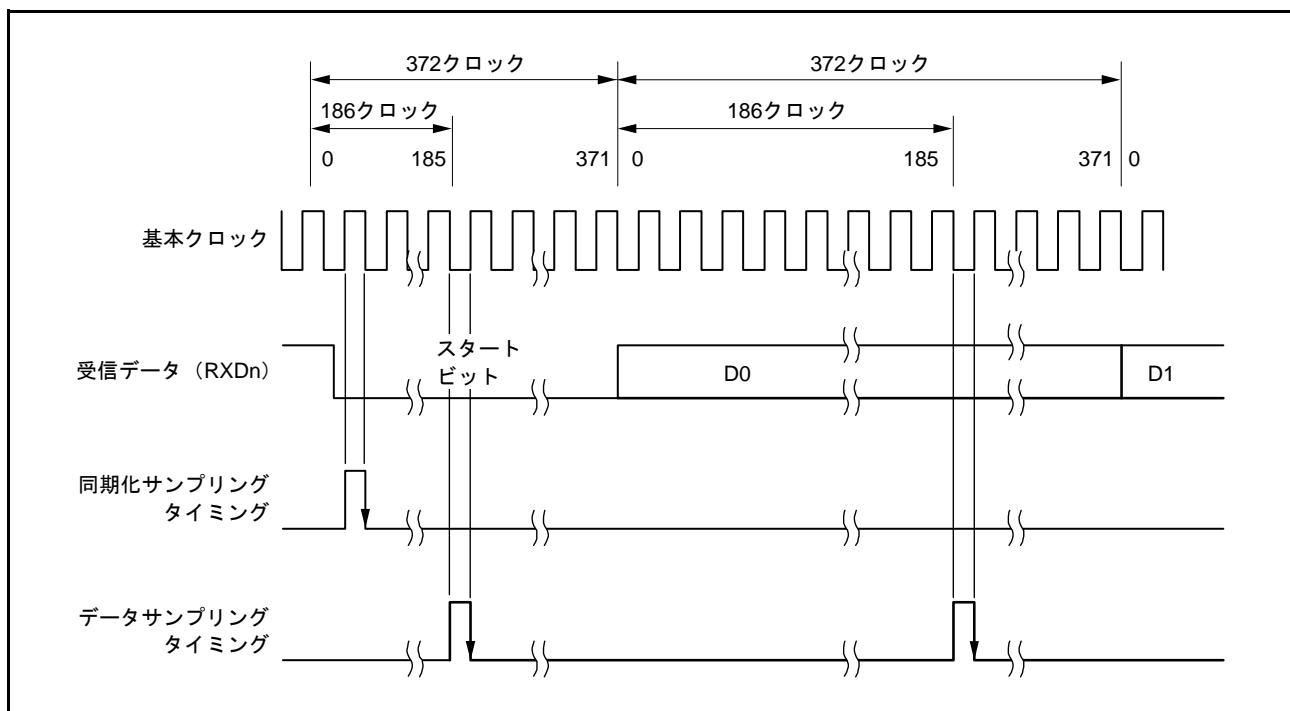 372クロック 372クロック
186クロック 186クロック
0 185 371 0 185 371 0
基本クロック
受信データ（RXDn） スタート
ビット D0 D1
同期化サンプリング
タイミング
データサンプリング
タイミング